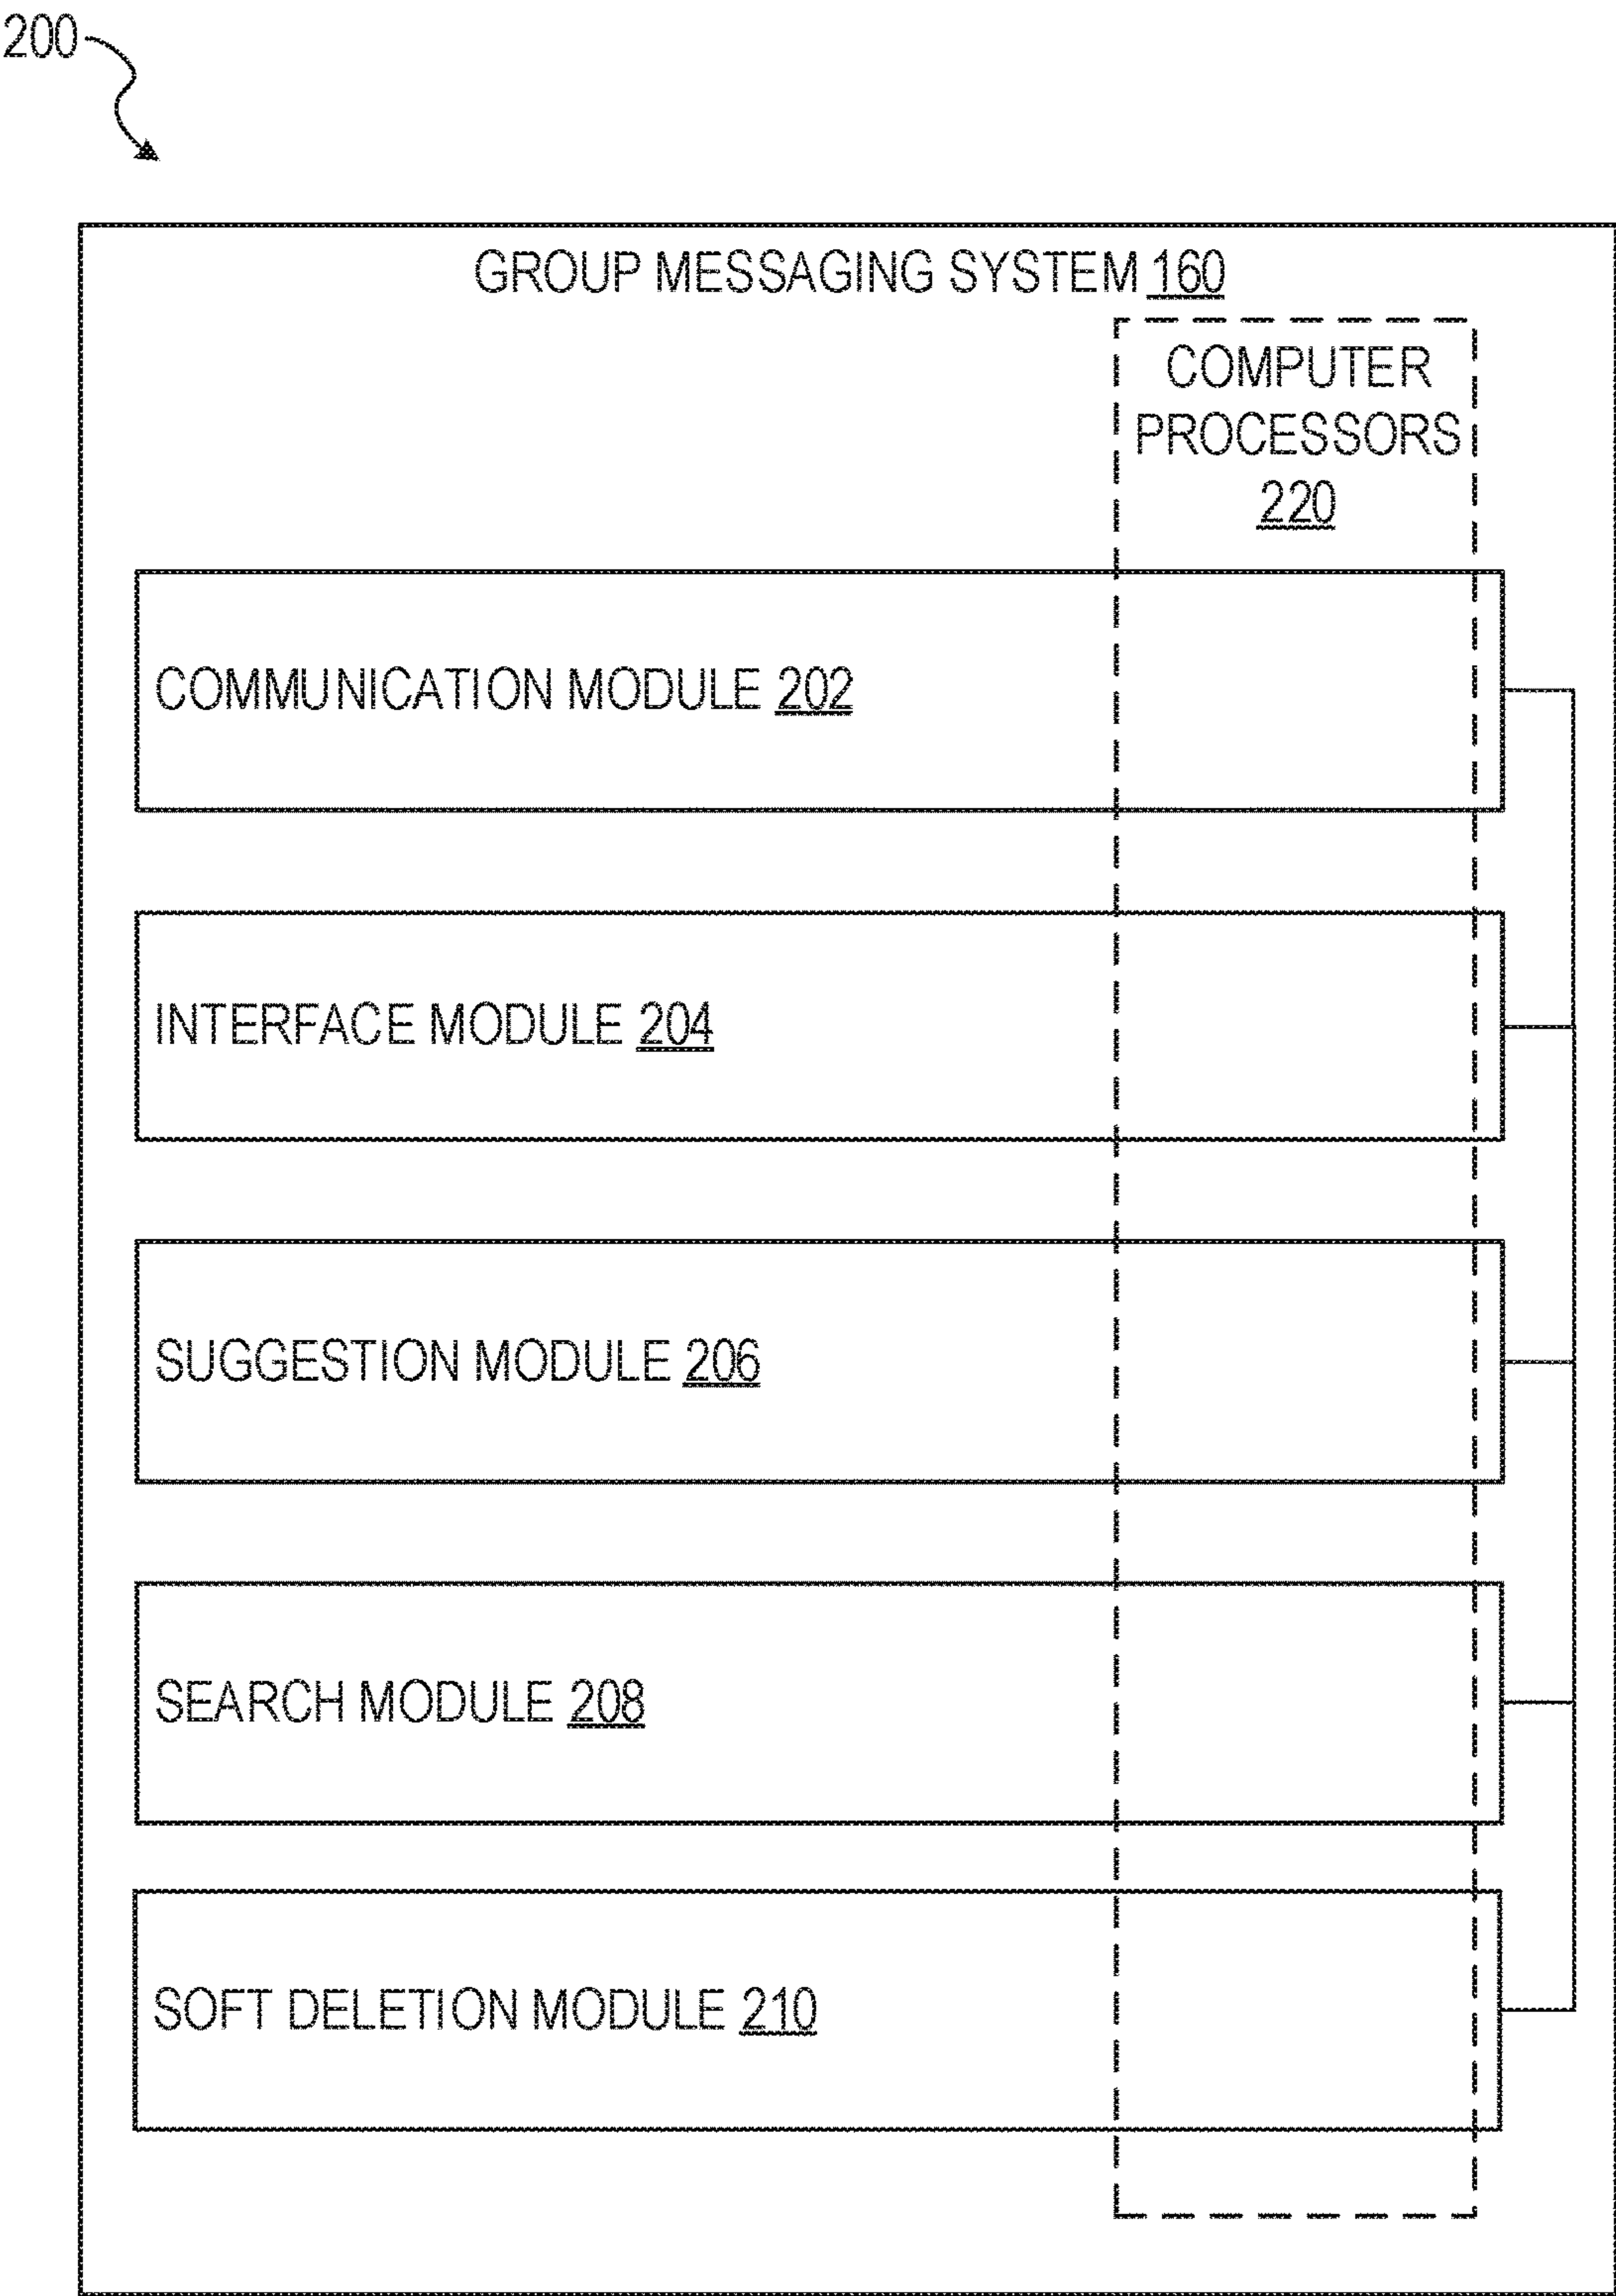 200
GROUP MESSAGING SYSTEM 160
COMPUTER
PROCESSORS
220
COMMUNICATION MODULE 202
INTERFACE MODULE 204
SUGGESTION MODULE 206
SEARCH MODULE 208
SOFT DELETION MODULE 210